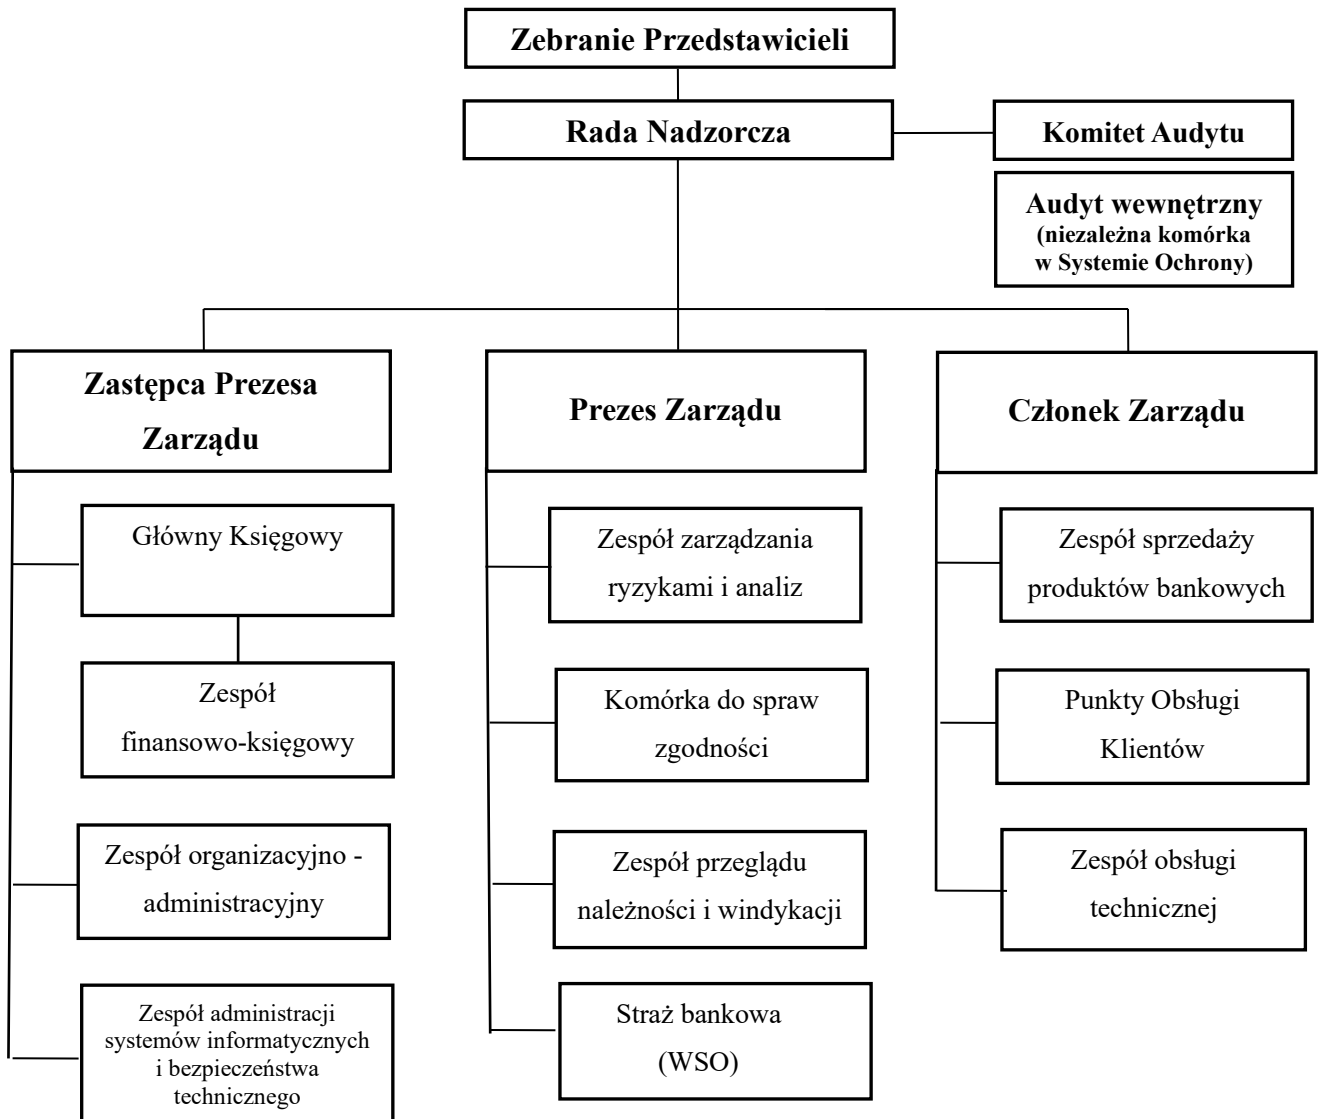 Zebranie Przedstawicieli
Rada Nadzorcza
Komitet Audytu
Audyt wewnętrzny
(niezależna komórka
w Systemie Ochrony)
Zastępca Prezesa
Zarządu
Prezes Zarządu
Członek Zarządu
Główny Księgowy
Zespół
finansowo-księgowy
Zespół organizacyjno -
administracyjny
Zespół administracji
systemów informatycznych
i bezpieczeństwa
technicznego
Zespół zarządzania
ryzykami i analiz
Komórka do spraw
zgodności
Zespół przeglądu
należności i windykacji
Straż bankowa
(WSO)
Zespół sprzedaży
produktów bankowych
Punkty Obsługi
Klientów
Zespół obsługi
technicznej